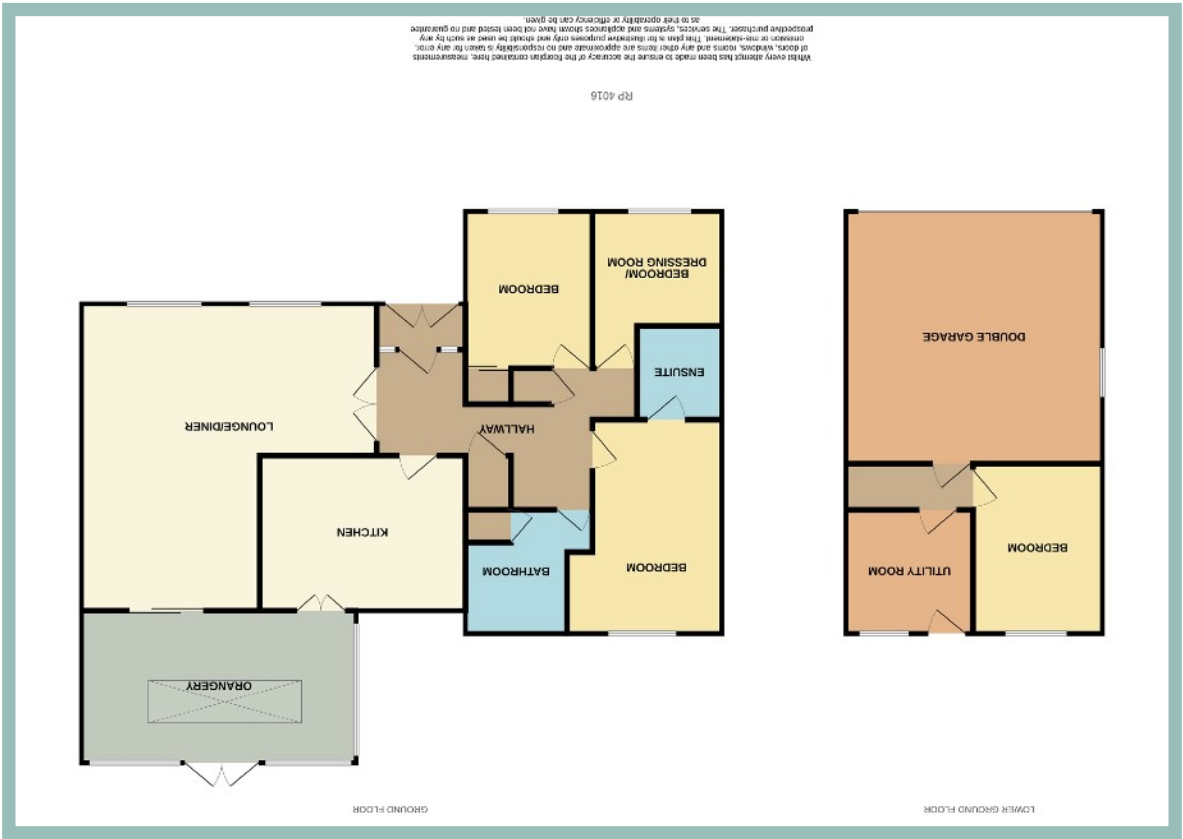 LOWER GROUND FLOOR
GROUND FLOOR
ORANGERY
UTILITY ROOM
BEDROOM
BATHROOM
BEDROOM
KITCHEN
HALLWAY
LOUNGE/DINER
ENSUITE
DOUBLE GARAGE
BEDROOM
BEDROOM/
DRESSING ROOM
RP 4016
Whilst every attempt has been made to ensure the accuracy of the floorplan contained here, measurements
of doors, windows, rooms and any other items are approximate and no responsibility is taken for any error,
omission or mis-statement. This plan is for illustrative purposes only and should be used as such by any
prospective purchaser. The services, systems and appliances shown have not been tested and no guarantee
as to their operability or efficiency can be given.